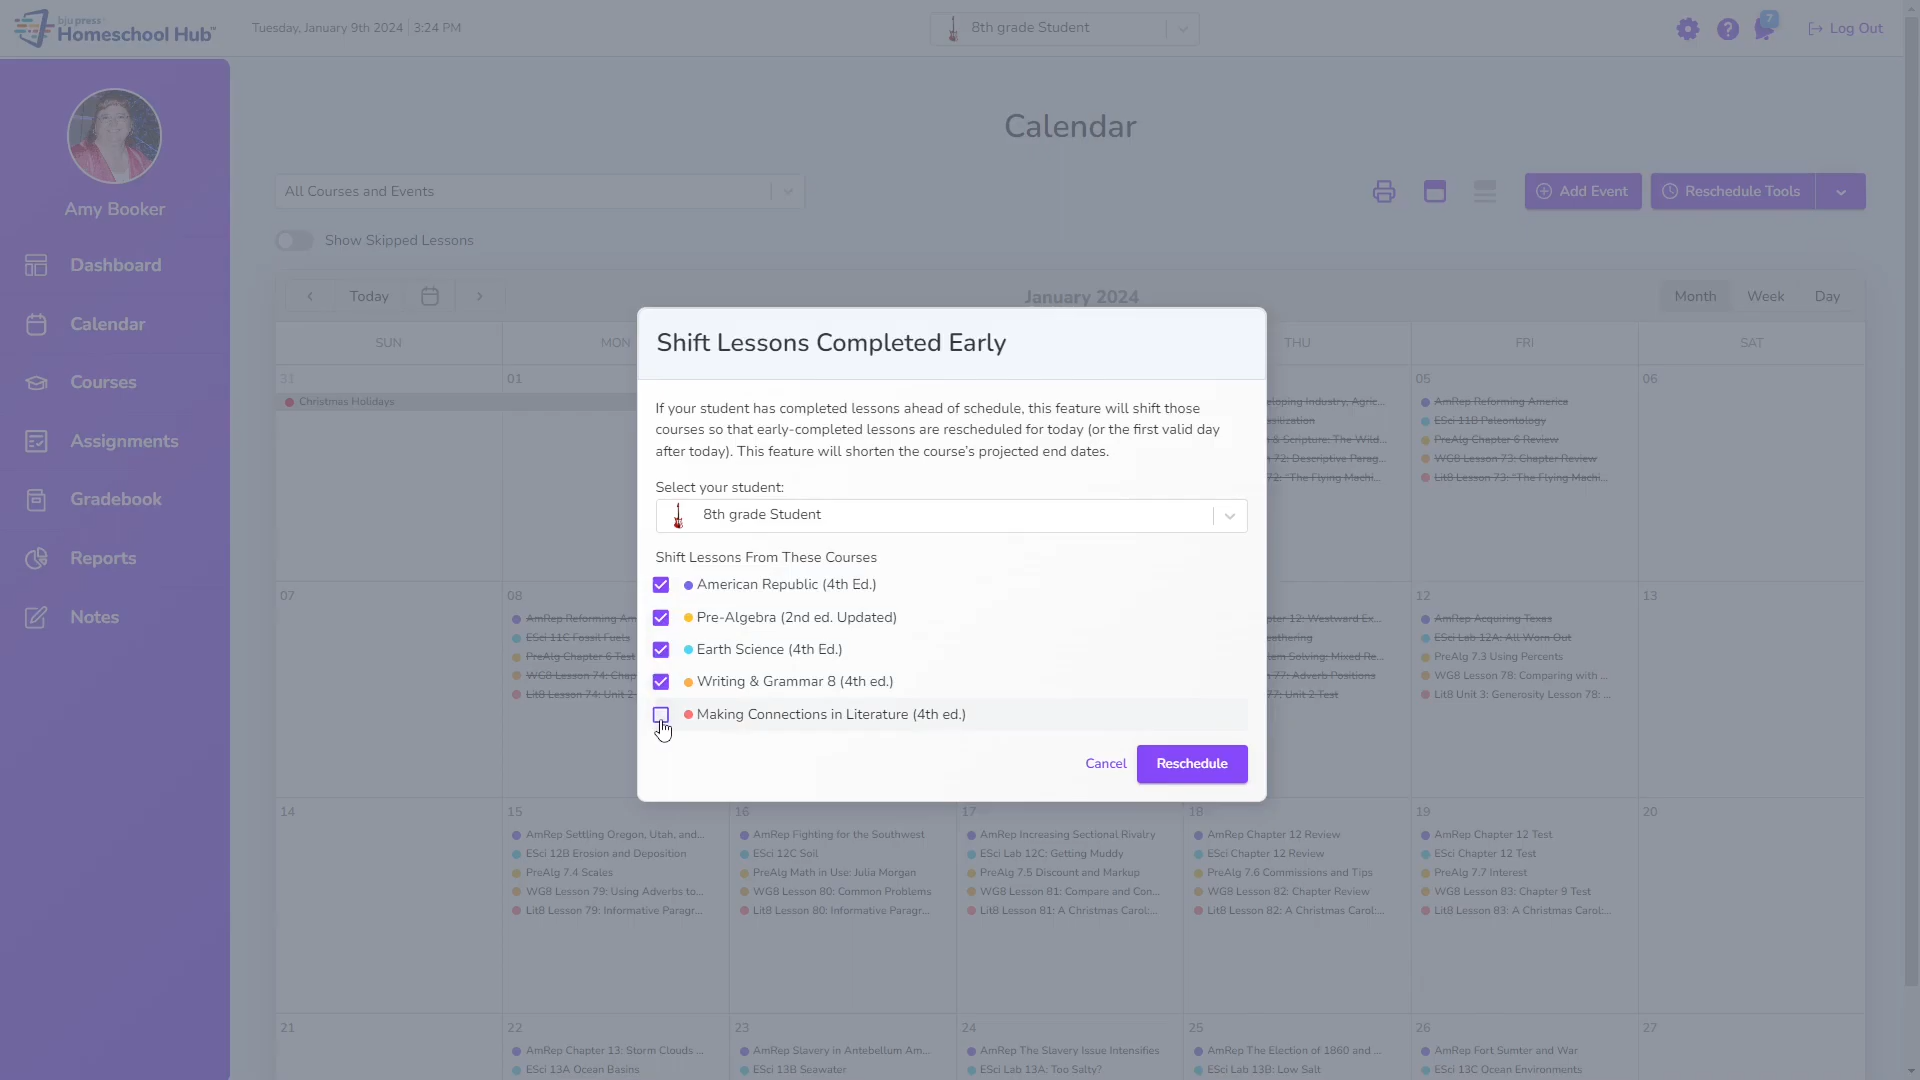 bju press
Homeschool Hub™
Tuesday, January 9th 2024 | 3:24 PM
8th grade Student
7
Log Out
Amy Booker
Dashboard
Calendar
Courses
Assignments
Gradebook
Reports
Notes
Calendar
All Courses and Events
Add Event
Reschedule Tools
Show Skipped Lessons
Today
January 2024
Month
Week
Day
SUN
MON
THU
FRI
SAT
31
01
05
06
Christmas Holidays
eloping Industry, Agric...
& Scripture: The Wild...
72: Descriptive Parag...
72: "The Flying Machi...
AmRep Reforming America
ESci 11B Paleontology
PreAlg Chapter 6 Review
WG8 Lesson 73: Chapter Review
Lit8 Lesson 73: "The Flying Machi...
Shift Lessons Completed Early
If your student has completed lessons ahead of schedule, this feature will shift those
courses so that early-completed lessons are rescheduled for today (or the first valid day
after today). This feature will shorten the course's projected end dates.
Select your student:
8th grade Student
Shift Lessons From These Courses
American Republic (4th Ed.)
Pre-Algebra (2nd ed. Updated)
Earth Science (4th Ed.)
Writing & Grammar 8 (4th ed.)
Making Connections in Literature (4th ed.)
Cancel
Reschedule
07
08
12
13
AmRep Reforming Am
ESci 11C Fossil Fuels
PreAlg Chapter 6 Test
WG8 Lesson 74: Chap
Lit8 Lesson 74: Unit 2
pter 12: Westward Ex...
eathering
em Solving: Mixed Re...
77: Adverb Positions
77: Unit 2 Test
AmRep Acquiring Texas
ESci Lab 12A: All Worn Out
PreAlg 7.3 Using Percents
WG8 Lesson 78: Comparing with ...
Lit8 Unit 3: Generosity Lesson 78: ...
14
15
16
17
18
19
20
AmRep Settling Oregon, Utah, and...
ESci 12B Erosion and Deposition
PreAlg 7.4 Scales
WG8 Lesson 79: Using Adverbs to...
Lit8 Lesson 79: Informative Paragr...
AmRep Fighting for the Southwest
ESci 12C Soil
PreAlg Math in Use: Julia Morgan
WG8 Lesson 80: Common Problems
Lit8 Lesson 80: Informative Paragr...
AmRep Increasing Sectional Rivalry
ESci Lab 12C: Getting Muddy
PreAlg 7.5 Discount and Markup
WG8 Lesson 81: Compare and Con...
Lit8 Lesson 81: A Christmas Carol:...
AmRep Chapter 12 Review
ESci Chapter 12 Review
PreAlg 7.6 Commissions and Tips
WG8 Lesson 82: Chapter Review
Lit8 Lesson 82: A Christmas Carol:...
AmRep Chapter 12 Test
ESci Chapter 12 Test
PreAlg 7.7 Interest
WG8 Lesson 83: Chapter 9 Test
Lit8 Lesson 83: A Christmas Carol:...
21
22
23
24
25
26
27
AmRep Chapter 13: Storm Clouds ...
ESci 13A Ocean Basins
AmRep Slavery in Antebellum Am...
ESci 13B Seawater
AmRep The Slavery Issue Intensifies
ESci Lab 13A: Too Salty?
AmRep The Election of 1860 and ...
ESci Lab 13B: Low Salt
AmRep Fort Sumter and War
ESci 13C Ocean Environments